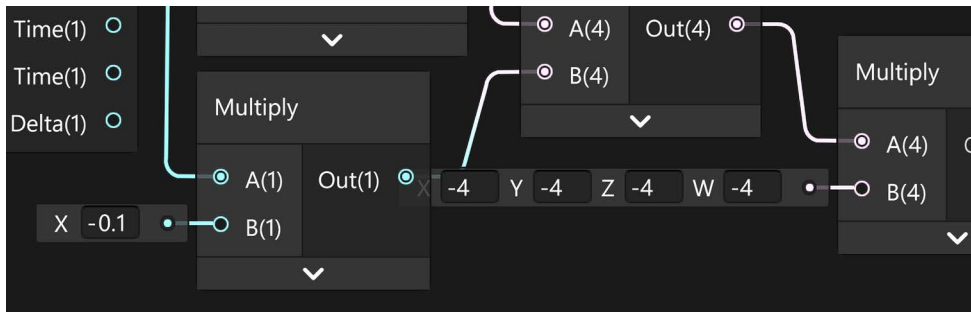 Time(1)
Time(1)
Delta(1)
Multiply
A(1) Out(1)
B(1)
X -0.1
A(4) Out(4)
B(4)
X -4 Y -4 Z -4 W -4
Multiply
A(4)
B(4)